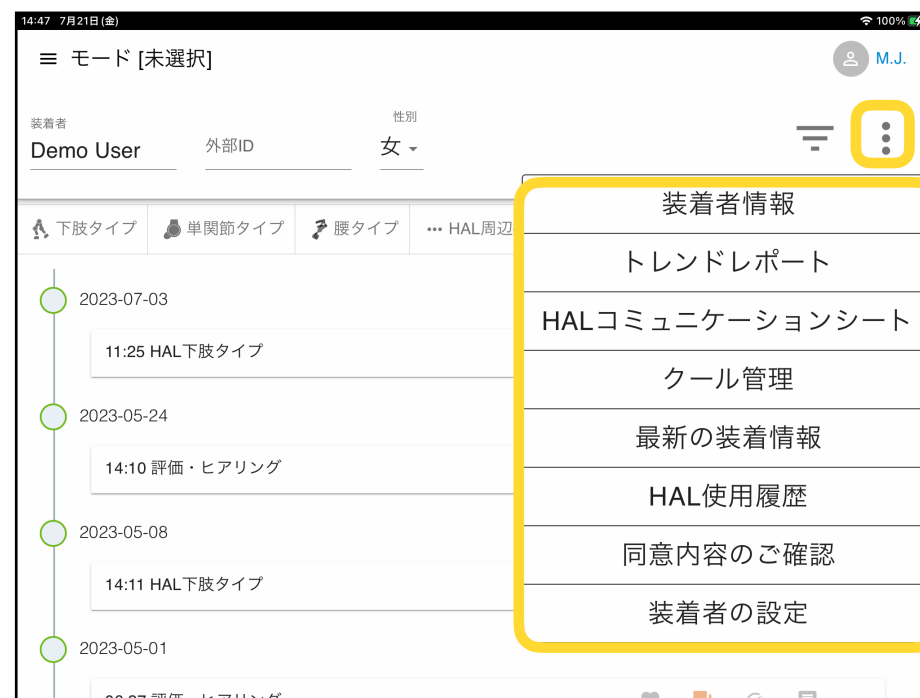 14:47 7月21日(金) 100%
モード [未選択]
M.J.
装着者
Demo User
外部ID
性別
女
下肢タイプ 単関節タイプ 腰タイプ HAL周辺
装着者情報
トレンドレポート
HALコミュニケーションシート
クール管理
最新の装着情報
HAL使用履歴
同意内容のご確認
装着者の設定
2023-07-03
11:25 HAL下肢タイプ
2023-05-24
14:10 評価・ヒアリング
2023-05-08
14:11 HAL下肢タイプ
2023-05-01